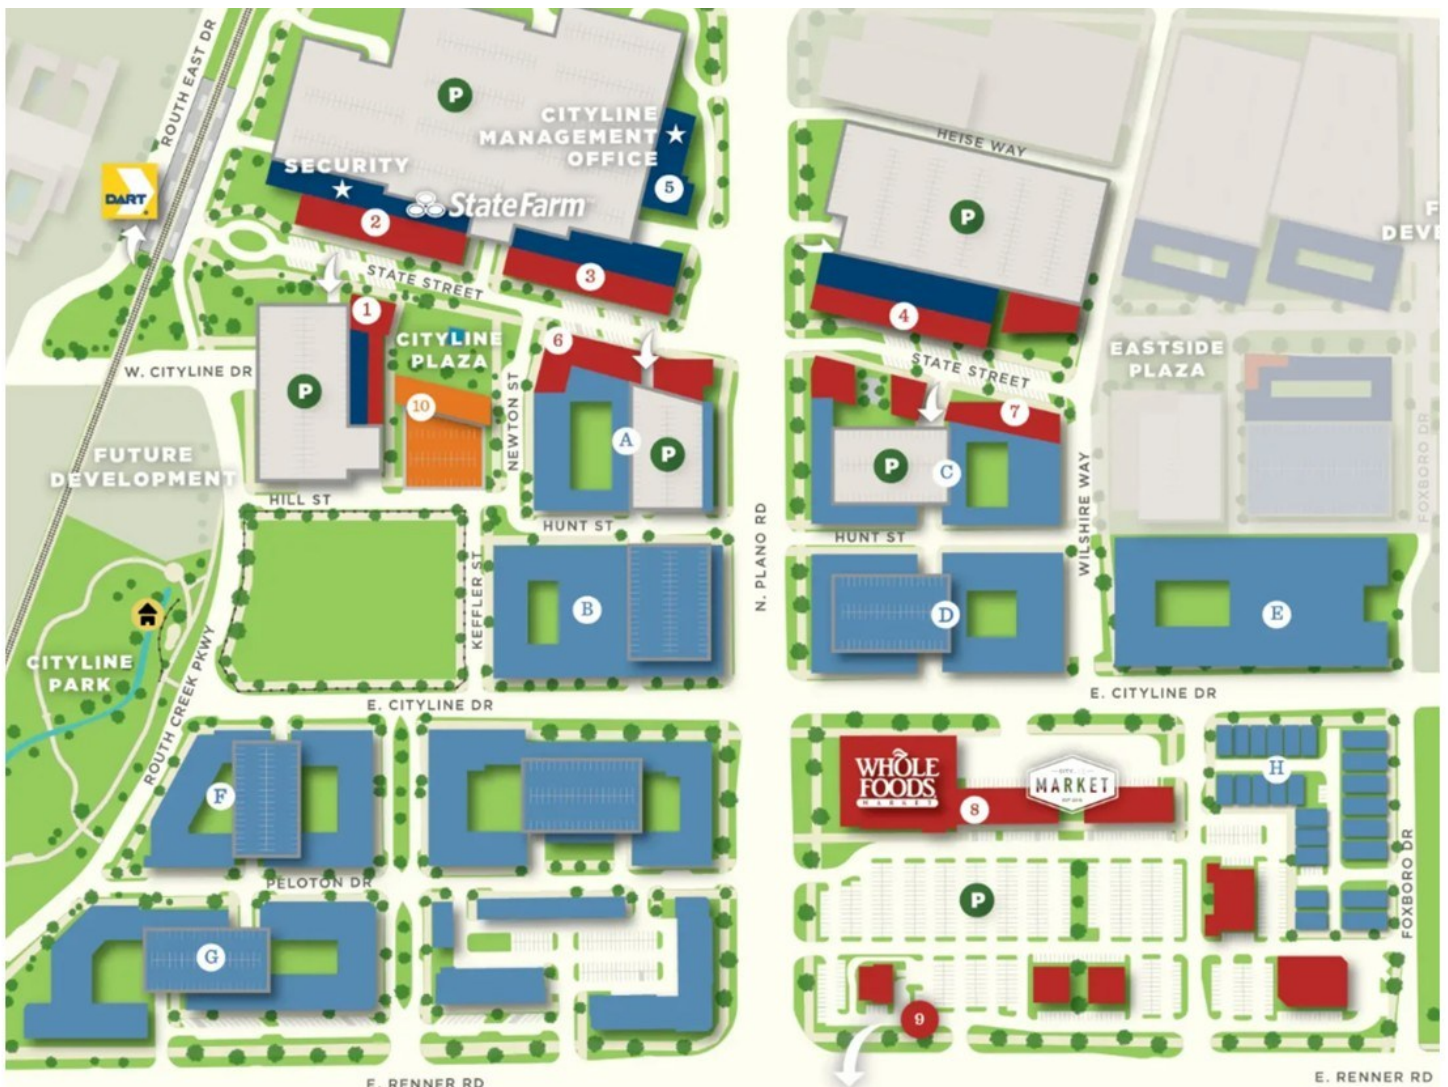 ROUTH EAST DR
P
CITYLINE
MANAGEMENT
OFFICE
5
HEISE WAY
SECURITY
DART
2
StateFarm
P
F
DEVE
3
STATE STREET
4
1
CITYLINE
PLAZA
6
W. CITYLINE DR
P
10
NEWTON ST
STATE STREET
EASTSIDE
PLAZA
7
A
P
P
C
FUTURE
DEVELOPMENT
HILL ST
HUNT ST
HUNT ST
N. PLANO RD
WILSHIRE WAY
FOXBORO DR
KEFFLER ST
B
D
E
CITYLINE
PARK
ROUTH CREEK PKWY
E. CITYLINE DR
E. CITYLINE DR
WHOLE
FOODS
MARKET
CITY
MARKET
8
H
F
PELOTON DR
P
FOXBORO DR
G
9
E. RENNER RD
E. RENNER RD